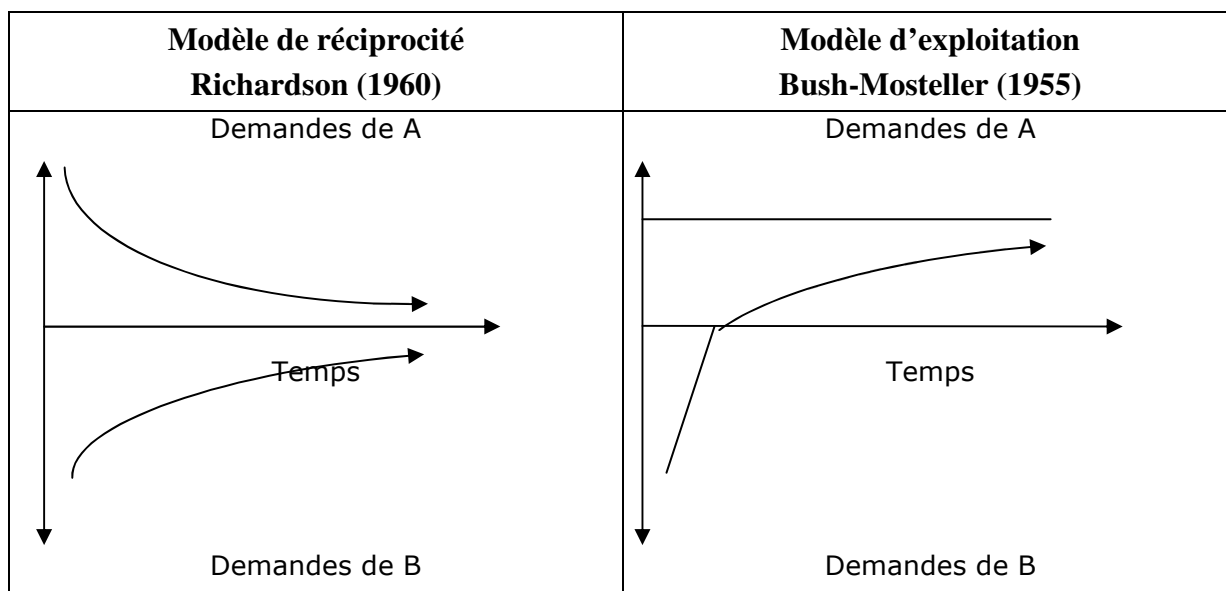 Modèle de réciprocité
Richardson (1960)
Modèle d’exploitation
Bush-Mosteller (1955)
Demandes de A
Temps
Demandes de B
Demandes de A
Temps
Demandes de B